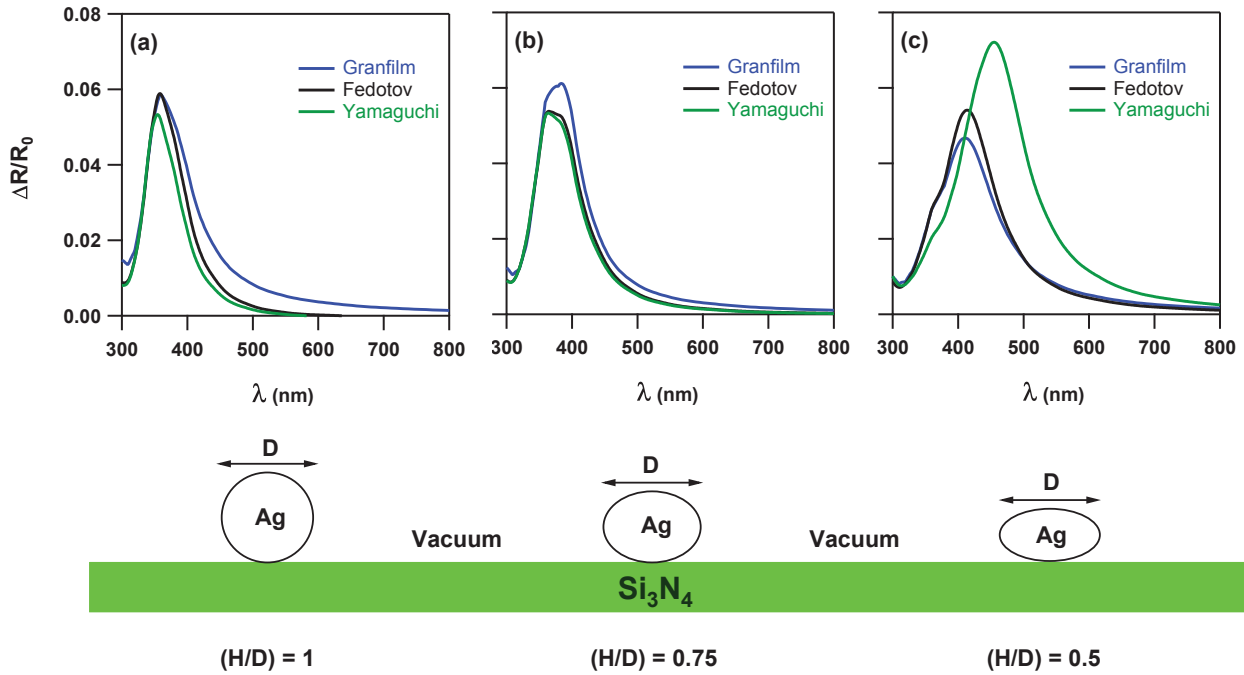 (a)
(b)
(c)
Granfilm
Fedotov
Yamaguchi
Granfilm
Fedotov
Yamaguchi
Granfilm
Fedotov
Yamaguchi
ΔR/R₀
0.08
0.06
0.04
0.02
0.00
300 400 500 600 700 800
300 400 500 600 700 800
300 400 500 600 700 800
λ (nm)
λ (nm)
λ (nm)
D
D
D
Ag
Ag
Ag
Vacuum
Vacuum
Si₃N₄
(H/D) = 1
(H/D) = 0.75
(H/D) = 0.5